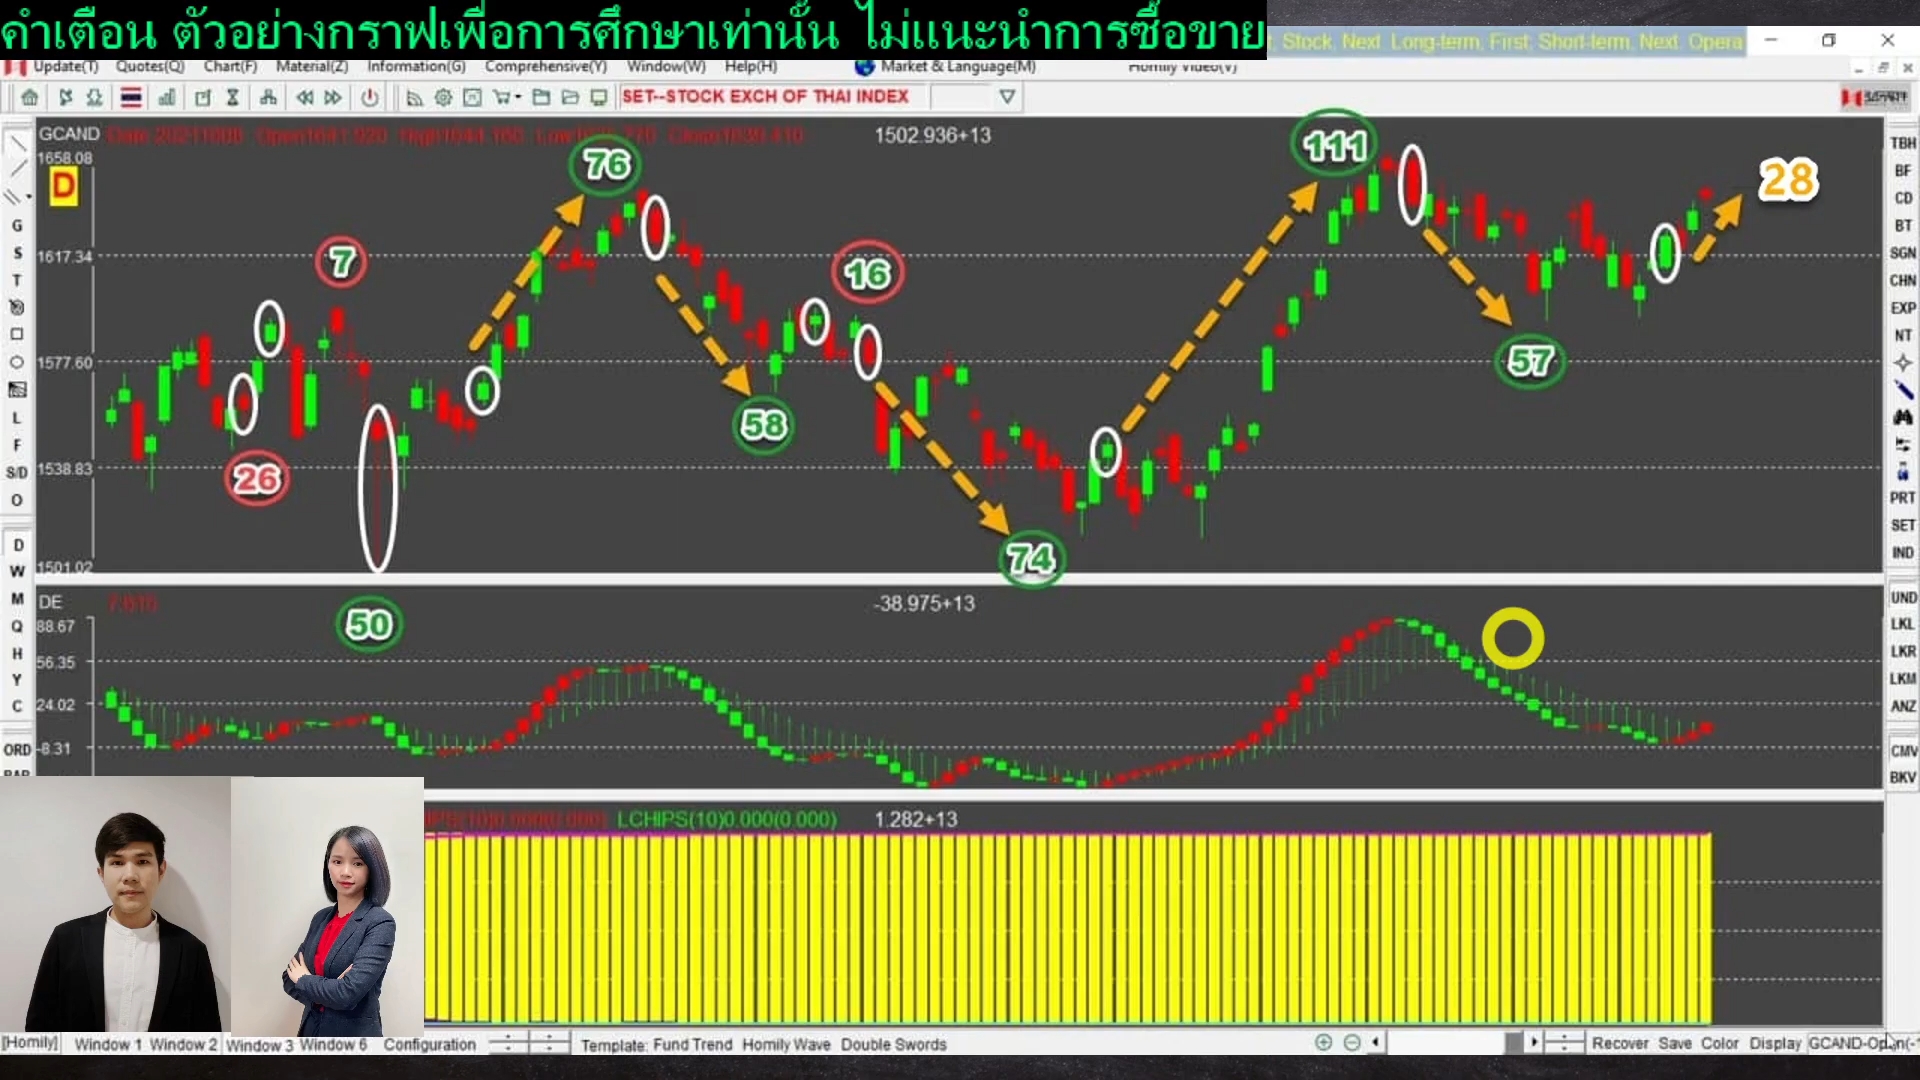 คำเตือน ตัวอย่างกราฟเพื่อการศึกษาเท่านั้น ไม่แนะนำการซื้อขาย
Stock, Next Long-term, First, Short-term, Next Opera
Update(T) Quotes(Q) Chart(F) Material(Z) Information(G) Comprehensive(Y) Window(W) Help(H) Market & Language(M) Homily Video(V)
SET--STOCK EXCH OF THAI INDEX
GCAND 1502.936+13
1658.08
D
1617.34
1577.60
1538.83
1501.02
76
111
28
7
16
57
58
26
74
DE -38.975+13
50
88.67
56.35
24.02
-8.31
LCHIPS(10)0.000(0.000) 1.282+13
G
S
T
L
F
S/D
O
D
W
M
Q
H
Y
C
ORD
TBH
BF
CD
BT
SGN
CHN
EXP
NT
PRT
SET
IND
UND
LKL
LKR
LKM
ANZ
CMV
BKV
[Homily] Window 1 Window 2 Window 3 Window 6 Configuration Template: Fund Trend Homily Wave Double Swords Recover Save Color Display